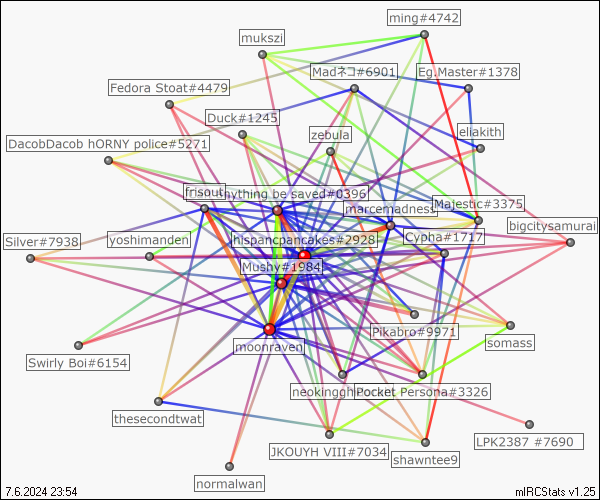 ming#4742
mukszi
Madネコ#6901
Eg.Master#1378
Fedora Stoat#4479
Duck#1245
eliakith
zebula
DacobDacob hORNY police#5271
frisout
nything be saved#0396
Majestic#3375
marcemadness
bigcitysamurai
Silver#7938
yoshimanden
hispancpancakes#2928
Cypha#1717
Mushy#1984
Pikabro#9971
moonraven
somass
Swirly Boi#6154
neokingghidor
Pocket Persona#3326
thesecondtwat
JKOUYH VIII#7034
shawntee9
LPK2387 #7690
normalwan
7.6.2024 23:54
mIRCStats v1.25